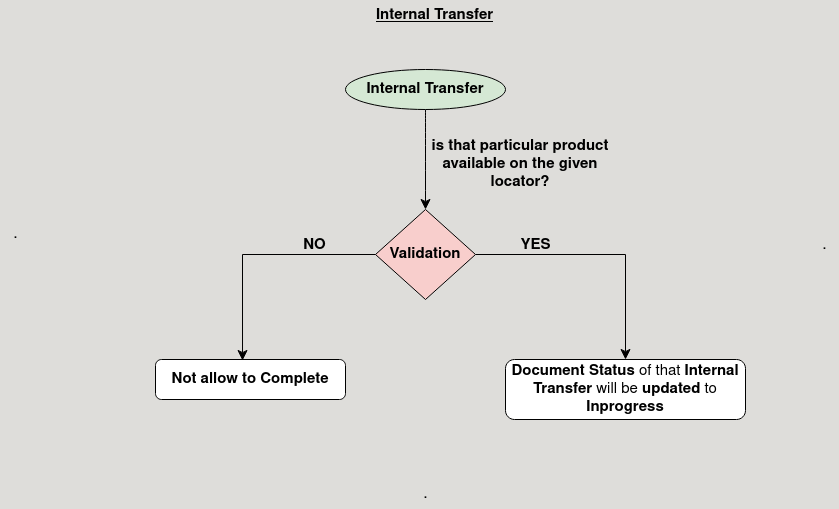 Internal Transfer
Internal Transfer
is that particular product
available on the given
locator?
NO
YES
Validation
Not allow to Complete
Document Status of that Internal
Transfer will be updated to
Inprogress